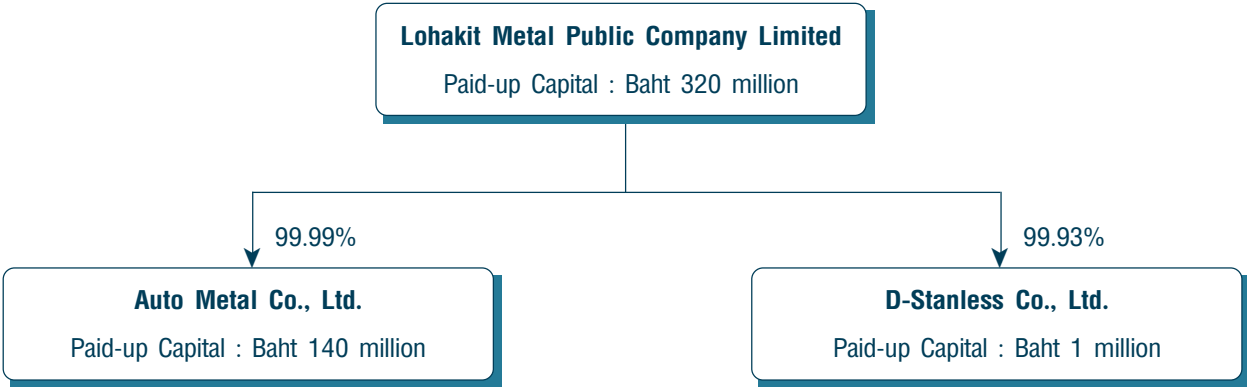 Lohakit Metal Public Company Limited
Paid-up Capital : Baht 320 million
99.99%
99.93%
Auto Metal Co., Ltd.
Paid-up Capital : Baht 140 million
D-Stanless Co., Ltd.
Paid-up Capital : Baht 1 million